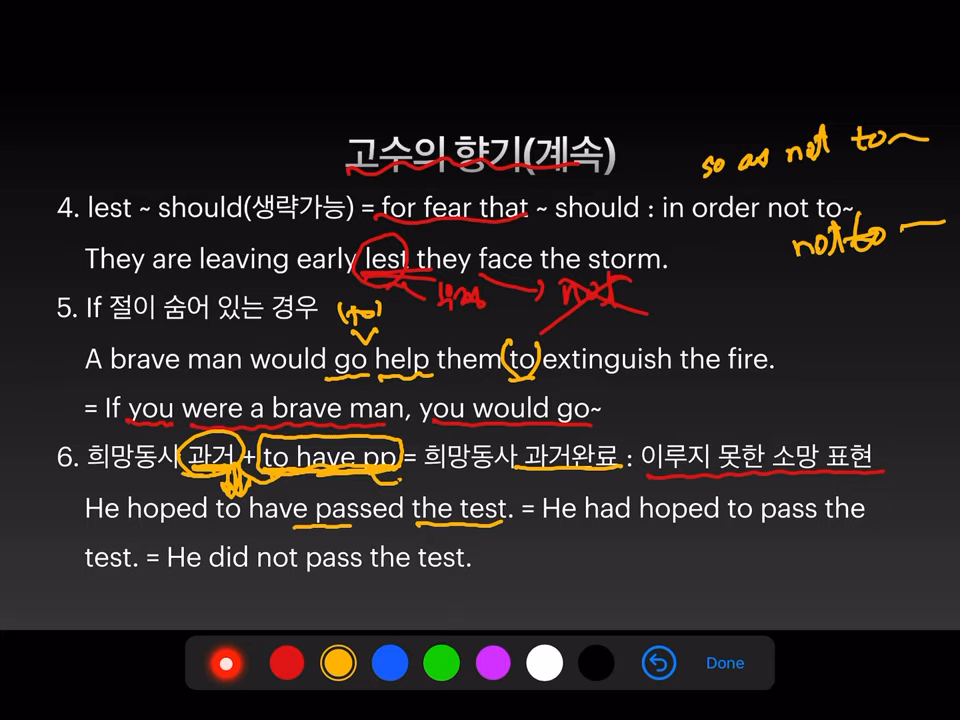 고수의 향기(계속)
so as not to~
4. lest ~ should(생략가능) = for fear that ~ should : in order not to~
not to ~
They are leaving early lest they face the storm.
not
5. If 절이 숨어 있는 경우
(to)
A brave man would go help them (to) extinguish the fire.
= If you were a brave man, you would go~
6. 희망동사 과거 + to have pp = 희망동사 과거완료 : 이루지 못한 소망 표현
He hoped to have passed the test. = He had hoped to pass the
test. = He did not pass the test.
Done